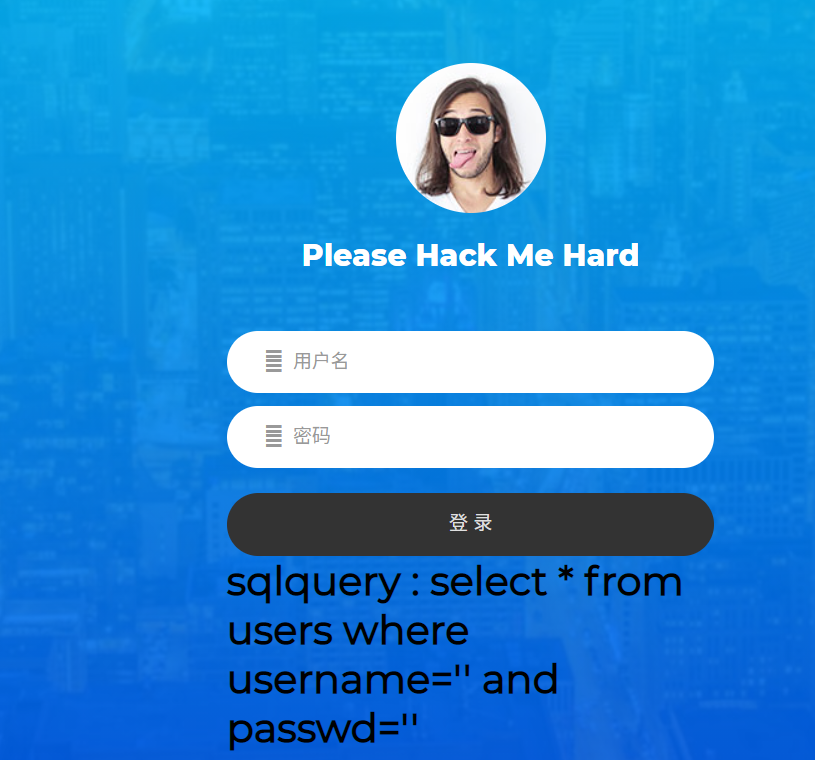 Please Hack Me Hard
用户名
密码
登 录
sqlquery : select * from
users where
username='' and
passwd=''